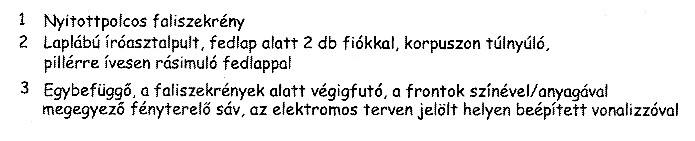 1 Nyitottpolcos faliszekrény
2 Laplábú íróasztalpult, fedlap alatt 2 db fiókkal, korpuszon túlnyúló,
pillérre ívesen rásimuló fedlappal
3 Egybefüggő, a faliszekrények alatt végigfutó, a frontok színével/anyagával
megegyező fényterelő sáv, az elektromos terven jelölt helyen beépített vonalizzóval